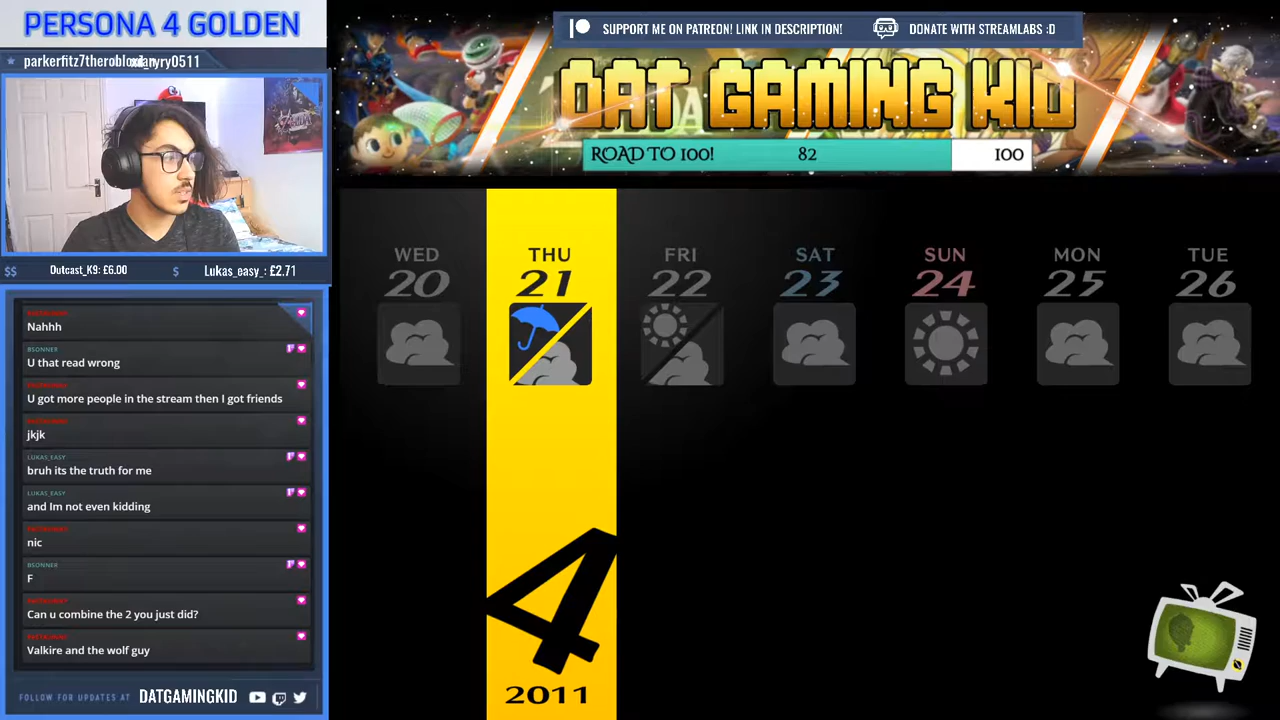 PERSONA 4 GOLDEN
SUPPORT ME ON PATREON! LINK IN DESCRIPTION!
DONATE WITH STREAMLABS :D
DAT GAMING KID
ROAD TO 100! 82 100
$$ Outcast_K9: £6.00 $ Lukas_easy_: £2.71
Nahhh
BSONNER
U that read wrong
U got more people in the stream then I got friends
jkjk
LUKAS_EASY
bruh its the truth for me
LUKAS_EASY
and Im not even kidding
nic
BSONNER
F
Can u combine the 2 you just did?
Valkire and the wolf guy
FOLLOW FOR UPDATES AT DATGAMINGKID
WED THU FRI SAT SUN MON TUE
20 21 22 23 24 25 26
4
2011